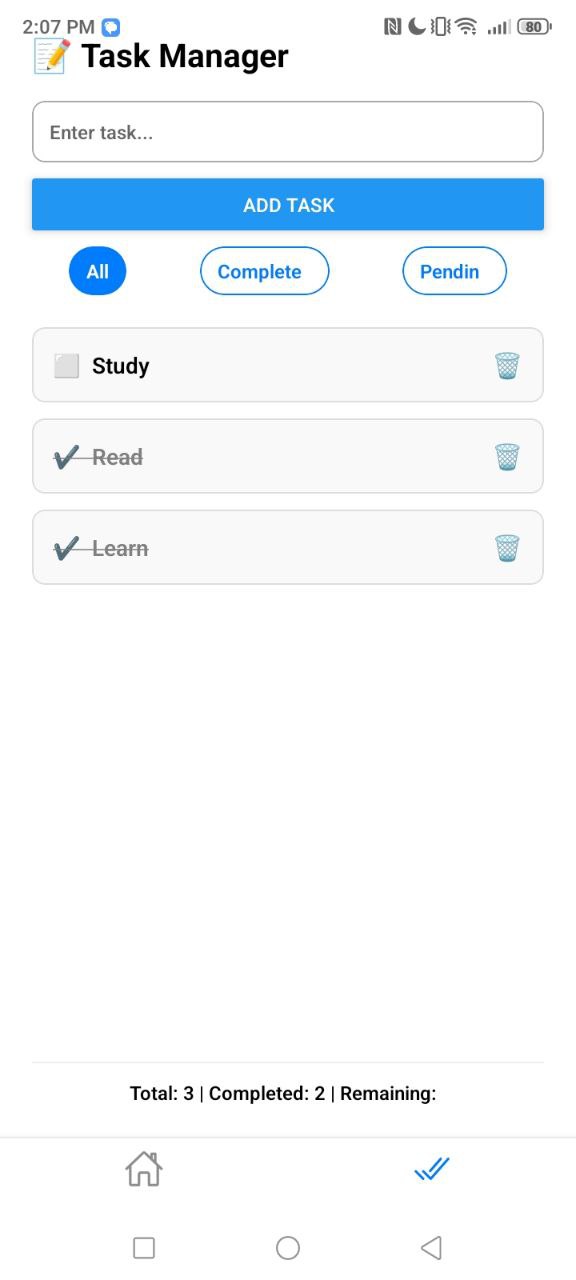 2:07 PM 80
📝 Task Manager
Enter task...
ADD TASK
All Complete Pendin
Study
Read
Learn
Total: 3 | Completed: 2 | Remaining: